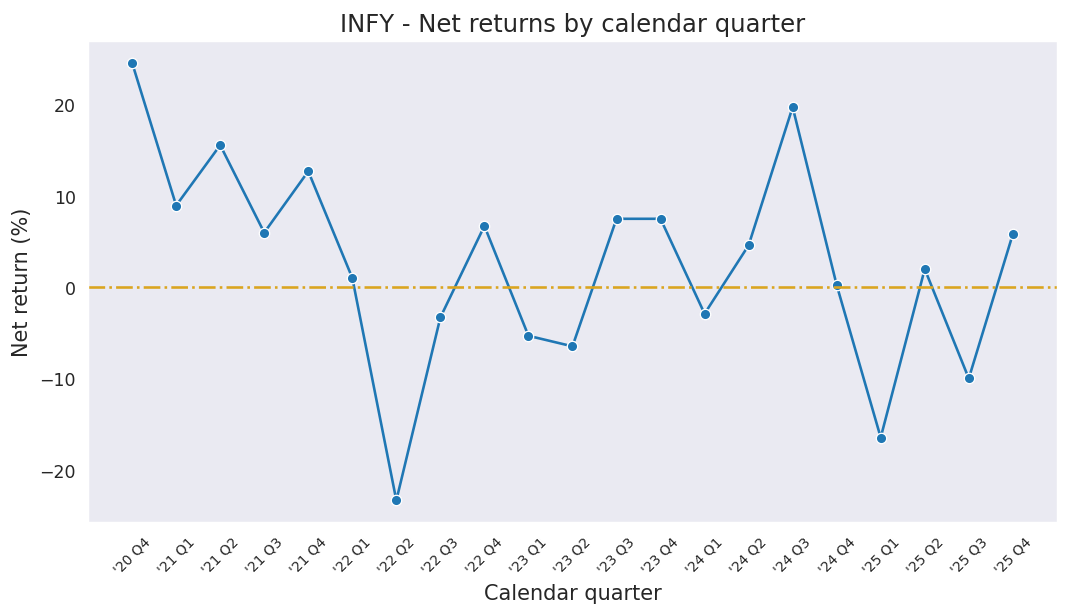 INFY - Net returns by calendar quarter
Net return (%)
20
10
0
−10
−20
'20 Q4
'21 Q1
'21 Q2
'21 Q3
'21 Q4
'22 Q1
'22 Q2
'22 Q3
'22 Q4
'23 Q1
'23 Q2
'23 Q3
'23 Q4
'24 Q1
'24 Q2
'24 Q3
'24 Q4
'25 Q1
'25 Q2
'25 Q3
'25 Q4
Calendar quarter